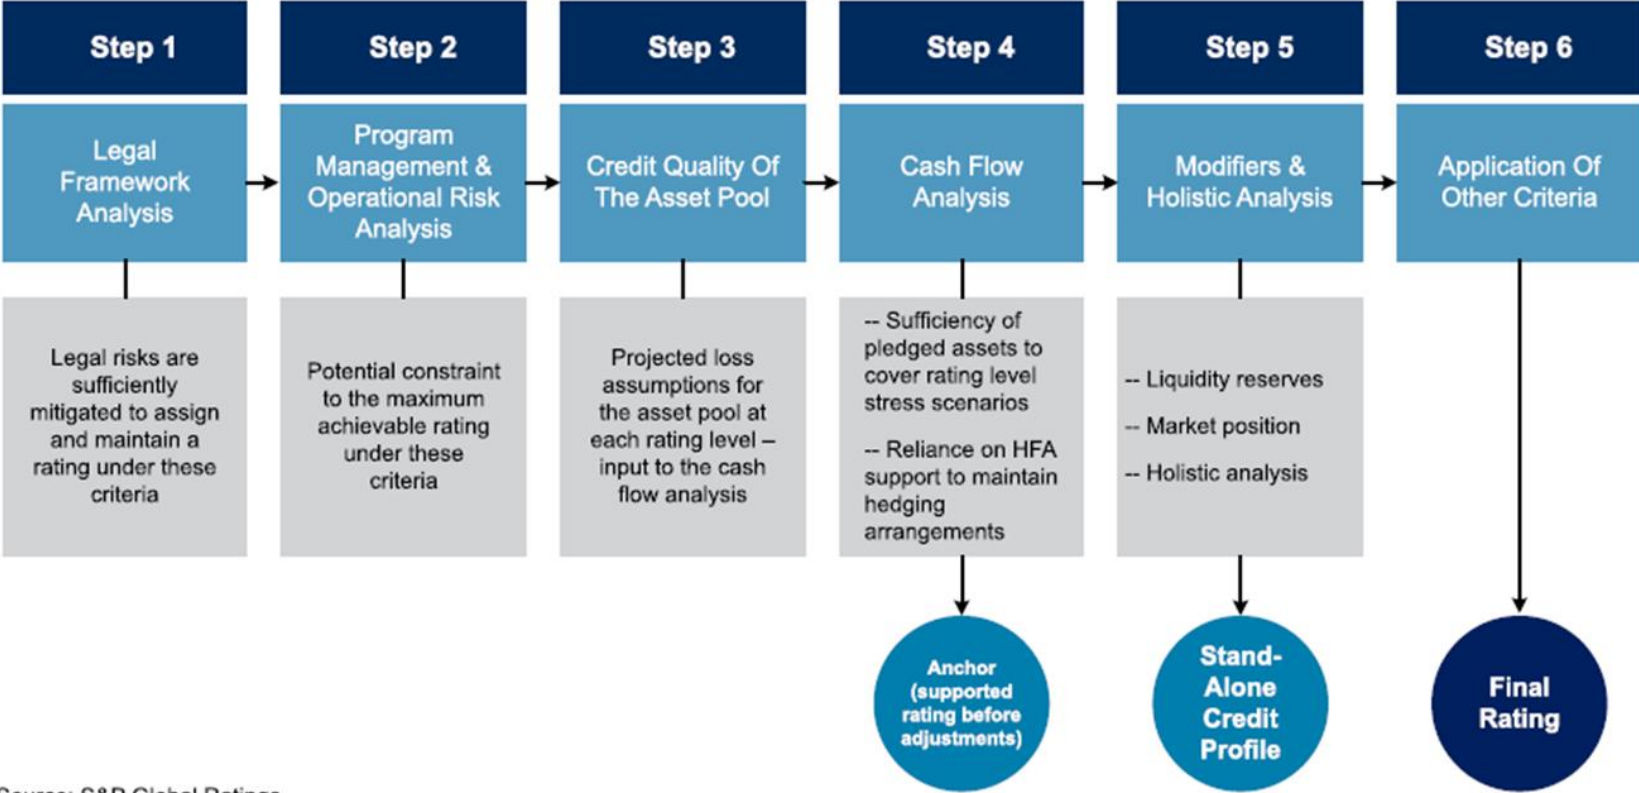 Step 1
Step 2
Step 3
Step 4
Step 5
Step 6
Legal
Framework
Analysis
Program
Management &
Operational Risk
Analysis
Credit Quality Of
The Asset Pool
Cash Flow
Analysis
Modifiers &
Holistic Analysis
Application Of
Other Criteria
Legal risks are
sufficiently
mitigated to assign
and maintain a
rating under these
criteria
Potential constraint
to the maximum
achievable rating
under these
criteria
Projected loss
assumptions for
the asset pool at
each rating level –
input to the cash
flow analysis
-- Sufficiency of
pledged assets to
cover rating level
stress scenarios
-- Reliance on HFA
support to maintain
hedging
arrangements
-- Liquidity reserves
-- Market position
-- Holistic analysis
Anchor
(supported
rating before
adjustments)
Stand-
Alone
Credit
Profile
Final
Rating
Source: S&P Global Ratings